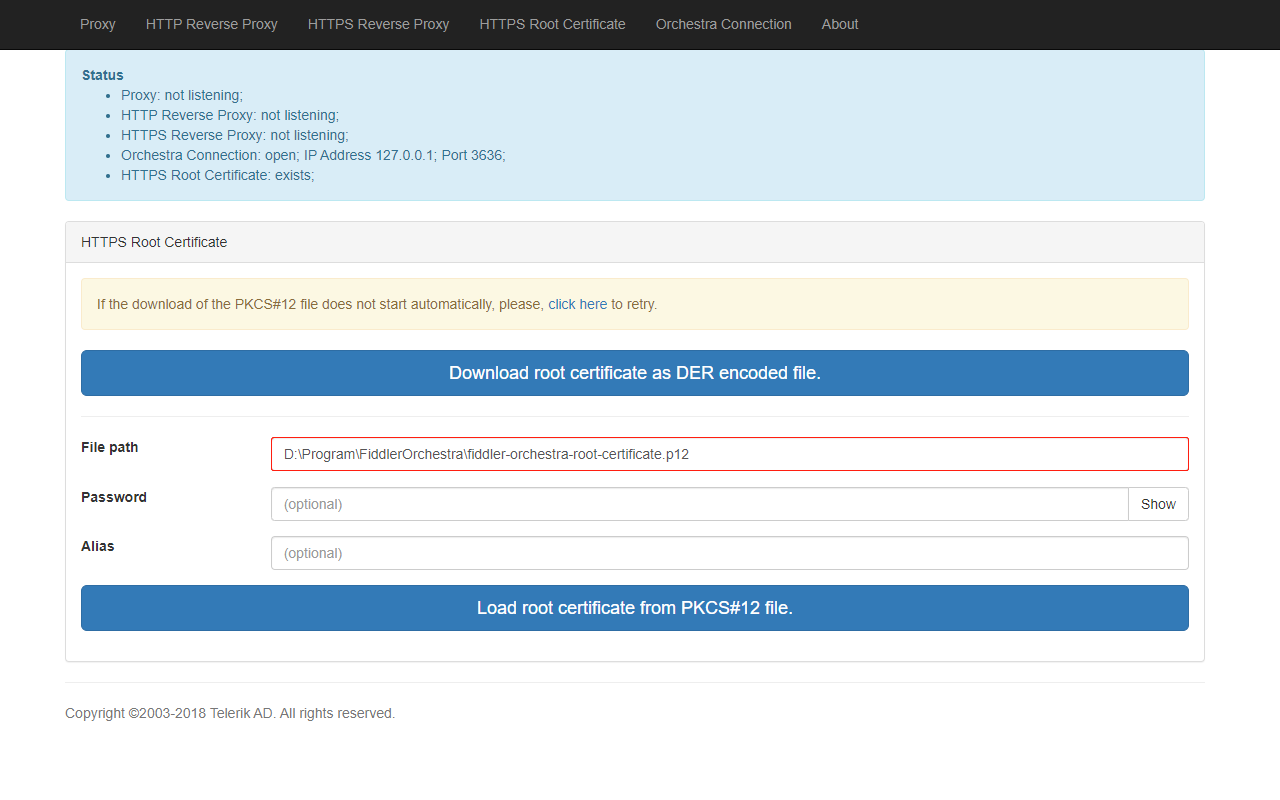 Proxy HTTP Reverse Proxy HTTPS Reverse Proxy HTTPS Root Certificate Orchestra Connection About
Status
• Proxy: not listening;
• HTTP Reverse Proxy: not listening;
• HTTPS Reverse Proxy: not listening;
• Orchestra Connection: open; IP Address 127.0.0.1; Port 3636;
• HTTPS Root Certificate: exists;
HTTPS Root Certificate
If the download of the PKCS#12 file does not start automatically, please, click here to retry.
Download root certificate as DER encoded file.
File path D:\Program\FiddlerOrchestra\fiddler-orchestra-root-certificate.p12
Password (optional) Show
Alias (optional)
Load root certificate from PKCS#12 file.
Copyright ©2003-2018 Telerik AD. All rights reserved.